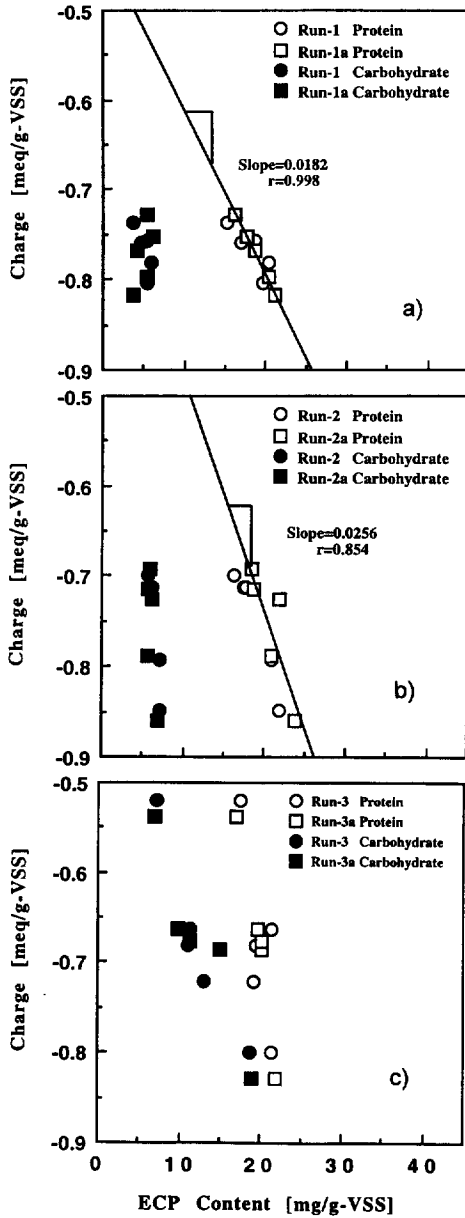 -0.5
-0.6
-0.7
-0.8
-0.9
Charge [meq/g-VSS]
Run-1 Protein
Run-1a Protein
Run-1 Carbohydrate
Run-1a Carbohydrate
Slope=0.0182
r=0.998
a)
-0.5
-0.6
-0.7
-0.8
-0.9
Charge [meq/g-VSS]
Run-2 Protein
Run-2a Protein
Run-2 Carbohydrate
Run-2a Carbohydrate
Slope=0.0256
r=0.854
b)
-0.5
-0.6
-0.7
-0.8
-0.9
Charge [meq/g-VSS]
Run-3 Protein
Run-3a Protein
Run-3 Carbohydrate
Run-3a Carbohydrate
c)
0 10 20 30 40
ECP Content [mg/g-VSS]